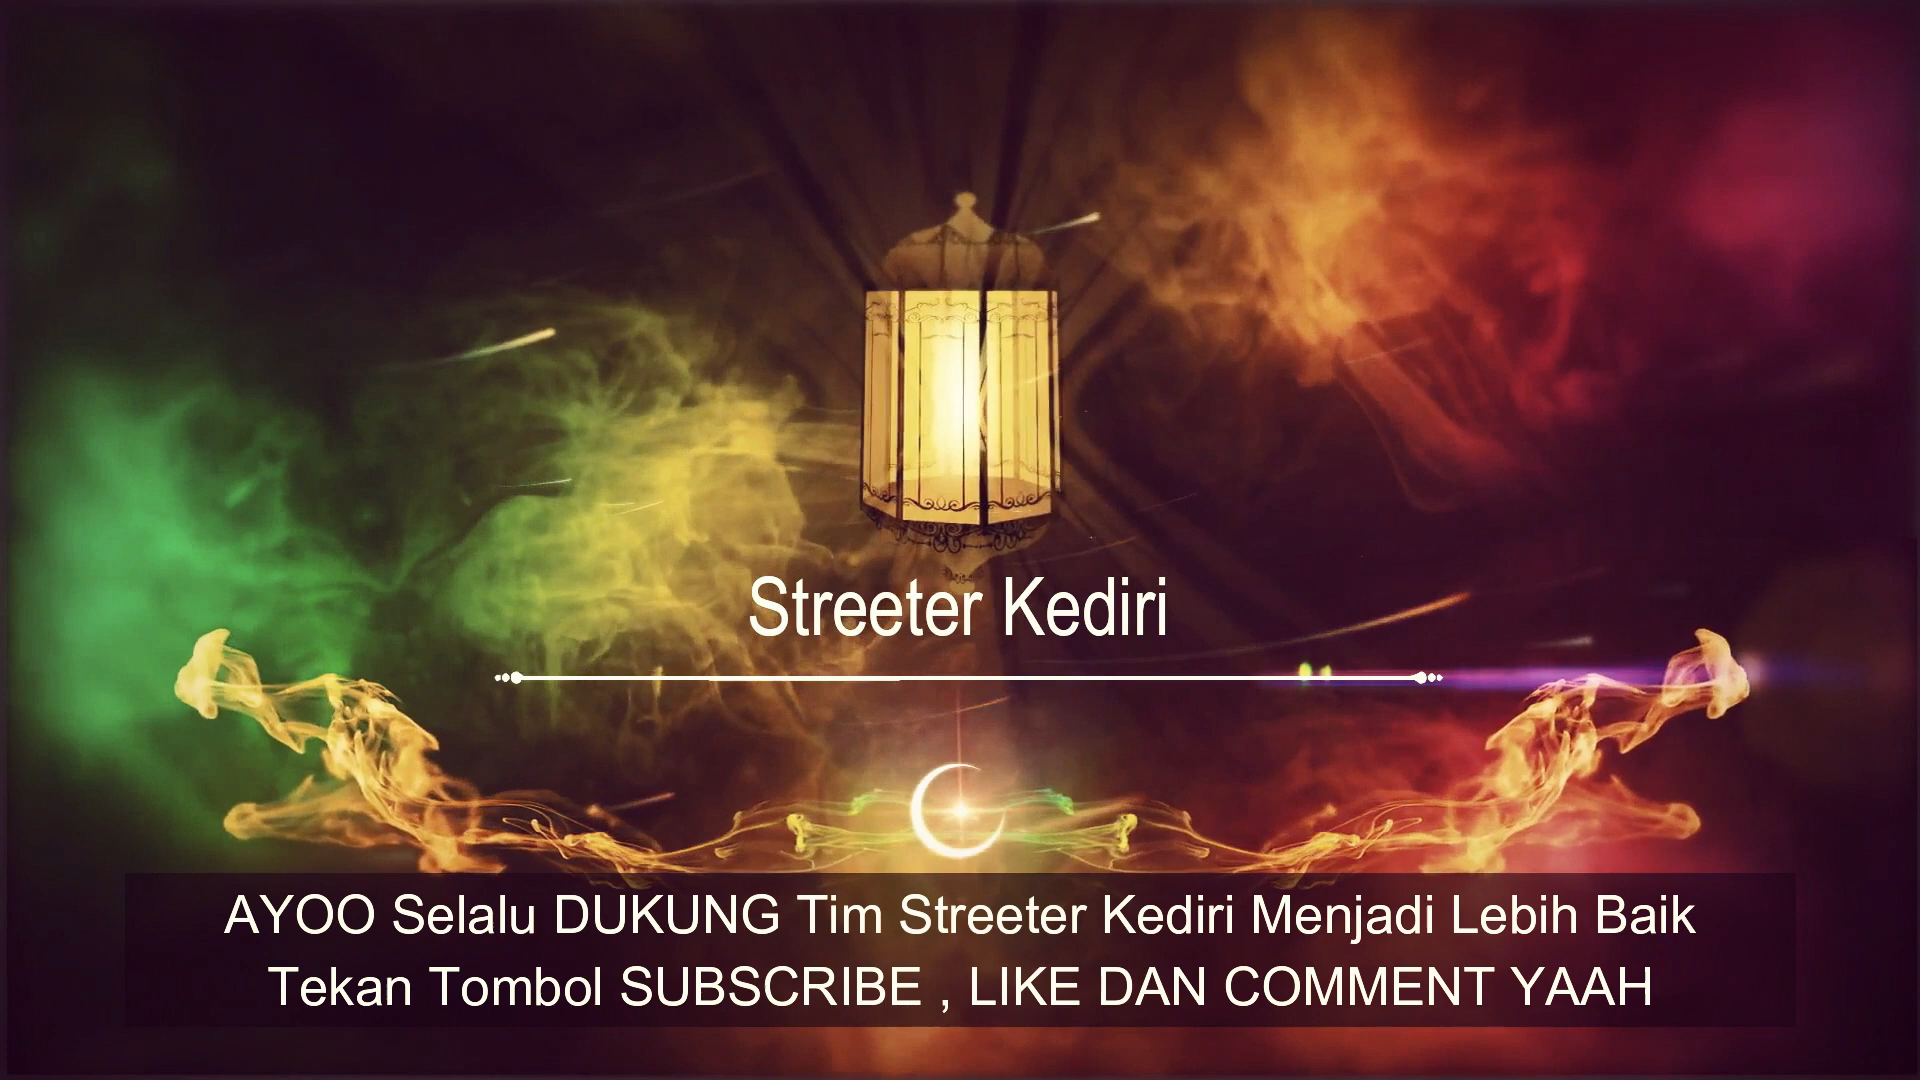 Streeter Kediri
AYOO Selalu DUKUNG Tim Streeter Kediri Menjadi Lebih Baik
Tekan Tombol SUBSCRIBE , LIKE DAN COMMENT YAAH